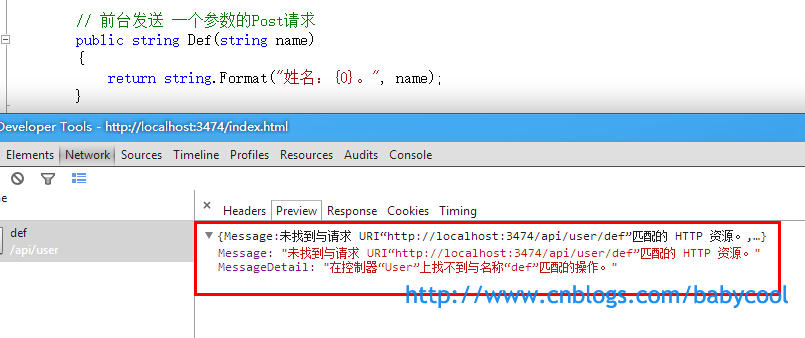 // 前台发送 一个参数的Post请求
public string Def(string name)
{
return string.Format("姓名：{0}。", name);
}
Developer Tools - http://localhost:3474/index.html
Elements Network Sources Timeline Profiles Resources Audits Console
× Headers Preview Response Cookies Timing
def
/api/user
▼ {Message:未找到与请求 URI“http://localhost:3474/api/user/def”匹配的 HTTP 资源。,…}
Message: "未找到与请求 URI“http://localhost:3474/api/user/def”匹配的 HTTP 资源。"
MessageDetail: "在控制器“User”上找不到与名称“def”匹配的操作。"
http://www.cnblogs.com/babycool